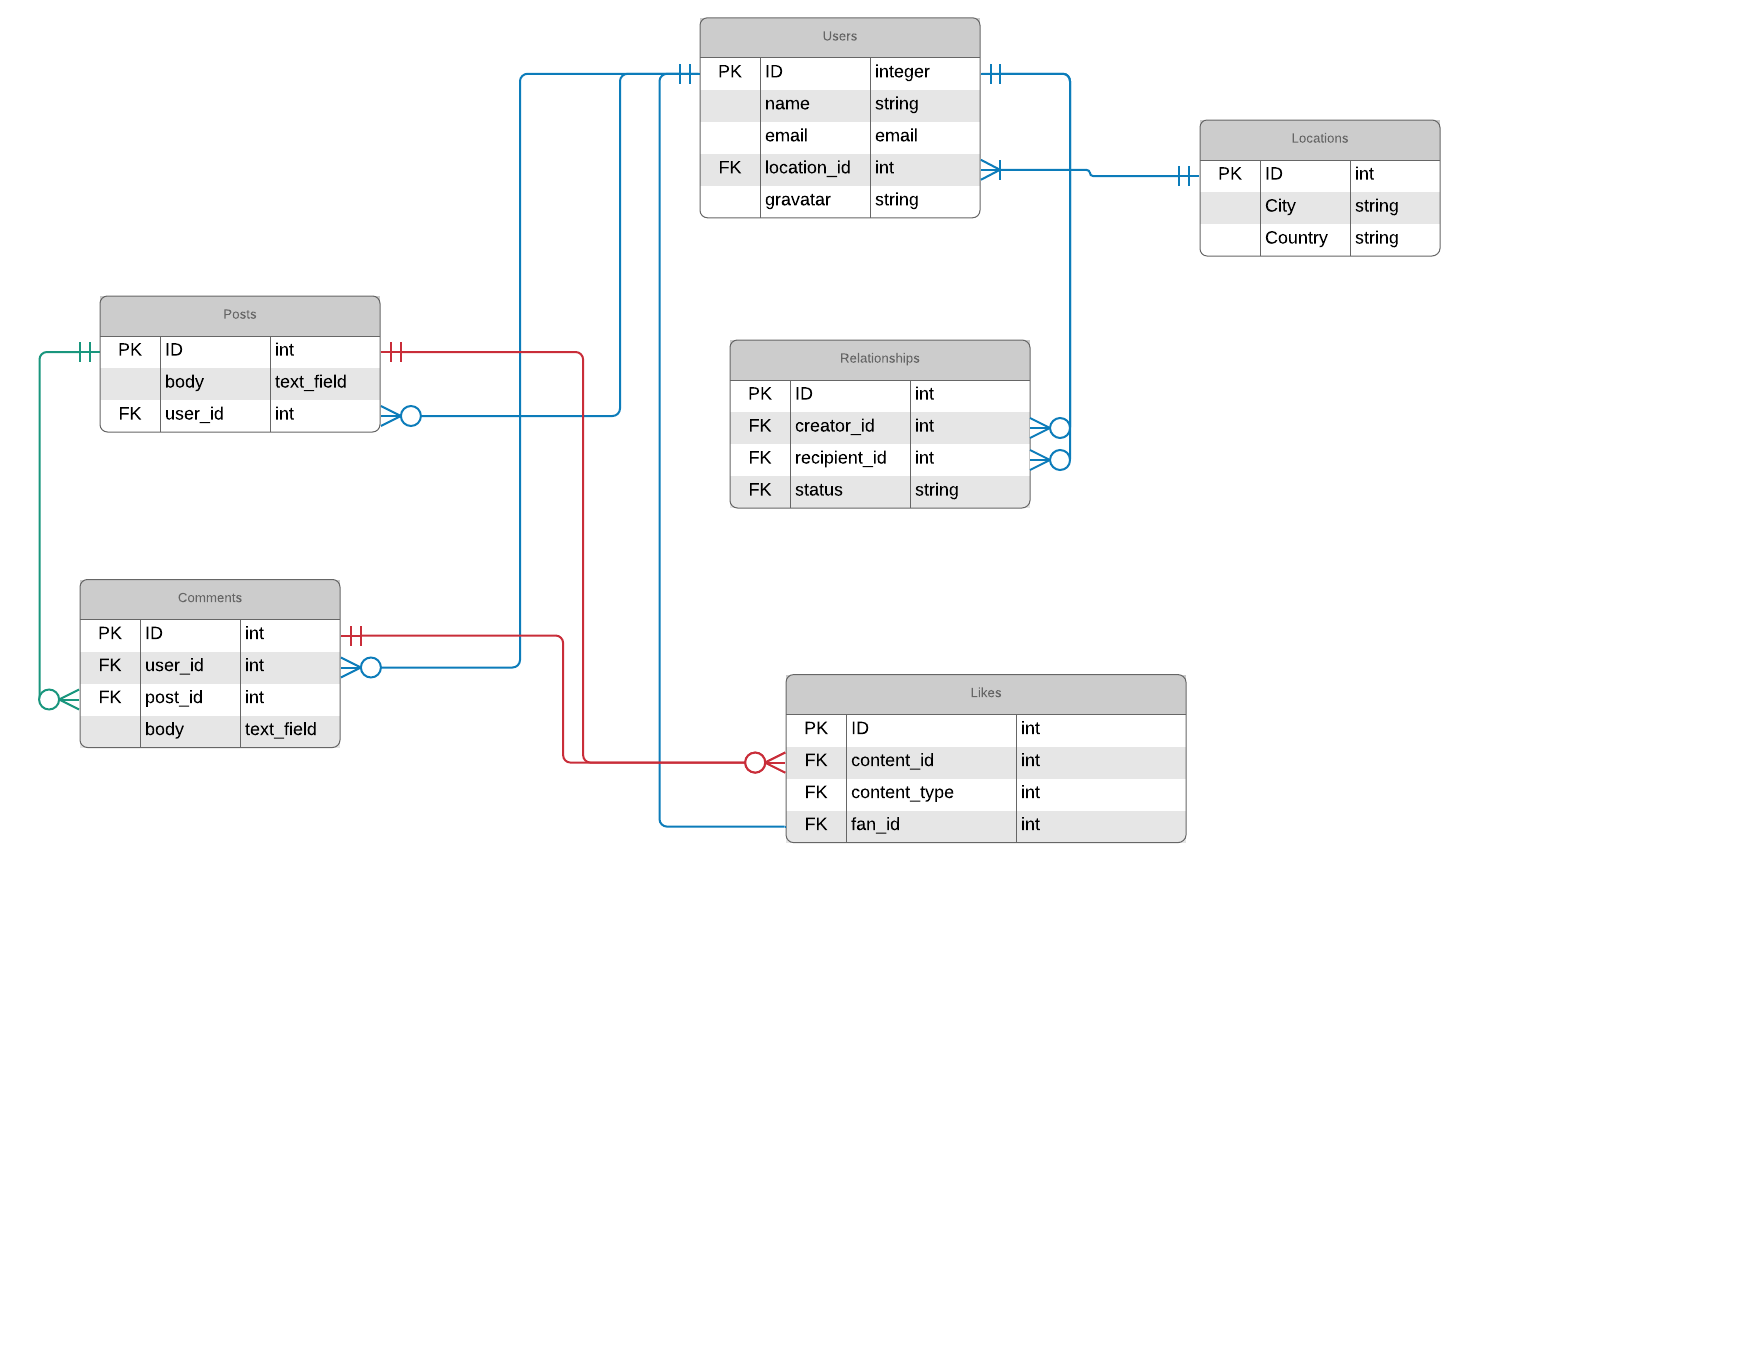 Users
PK ID integer
name string
email email
FK location_id int
gravatar string
Locations
PK ID int
City string
Country string
Posts
PK ID int
body text_field
FK user_id int
Relationships
PK ID int
FK creator_id int
FK recipient_id int
FK status string
Comments
PK ID int
FK user_id int
FK post_id int
body text_field
Likes
PK ID int
FK content_id int
FK content_type int
FK fan_id int